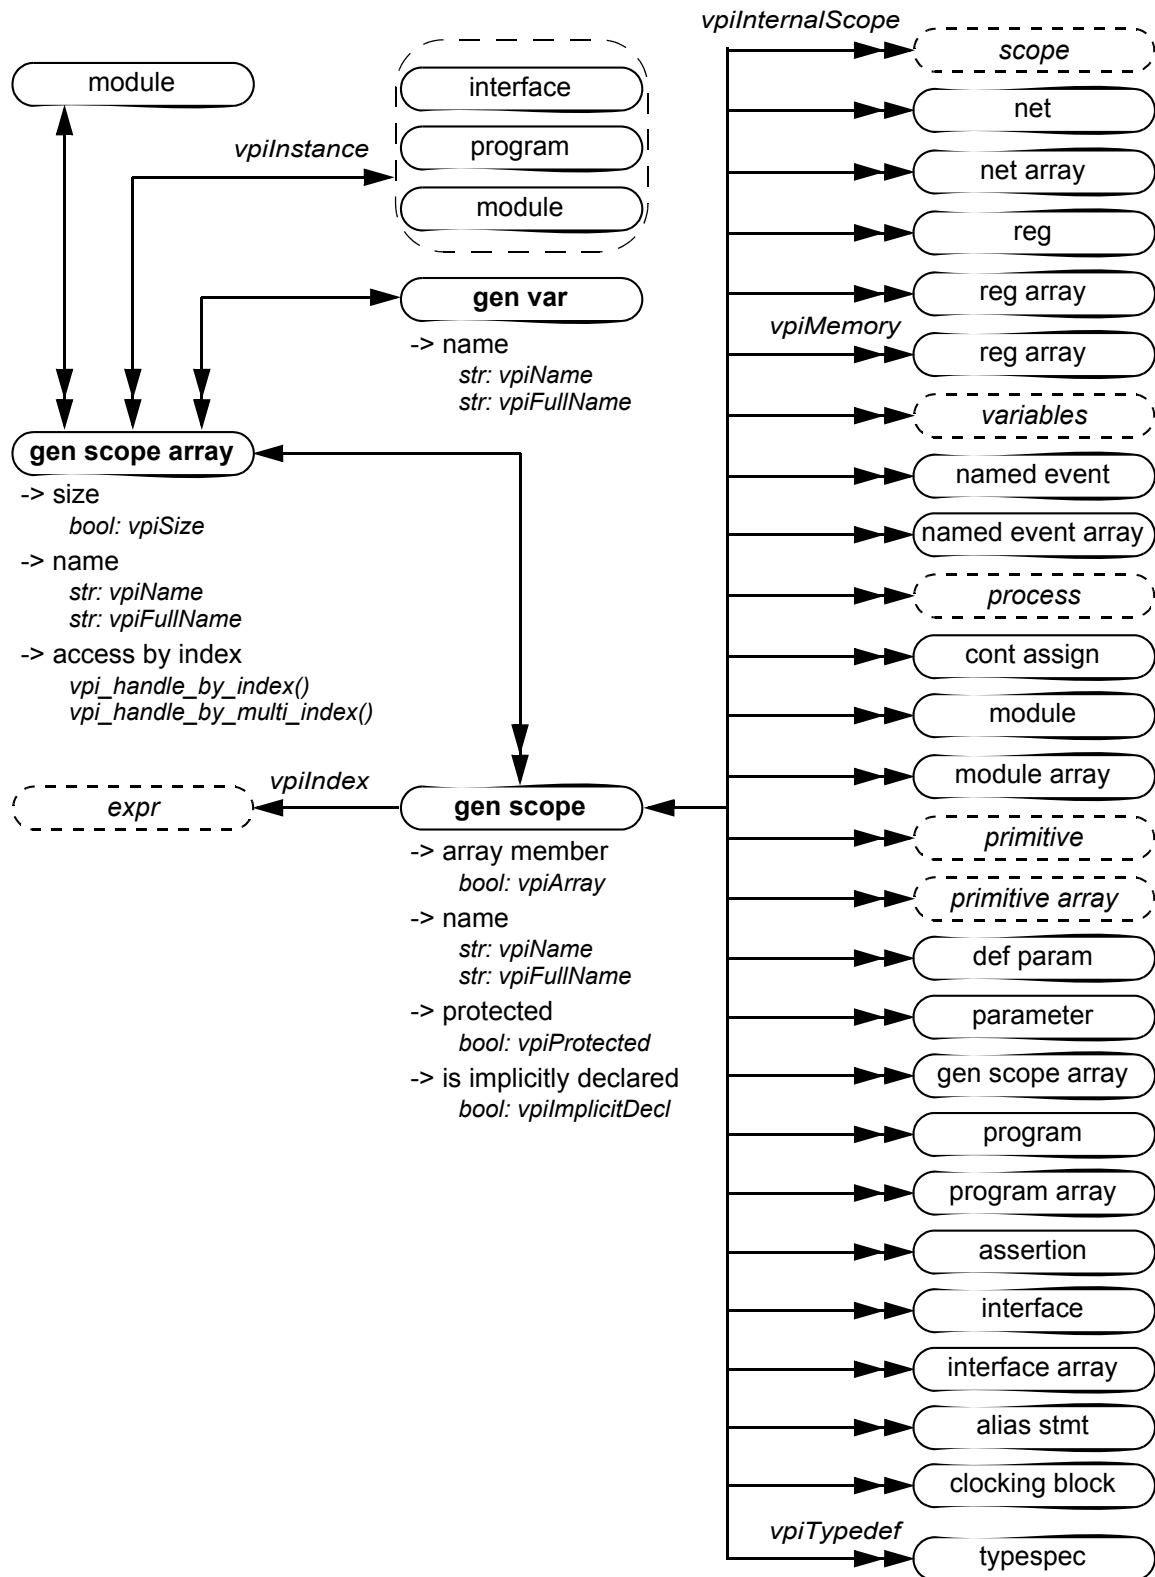 module
vpiInstance
interface
program
module
gen var
-> name
str: vpiName
str: vpiFullName
gen scope array
-> size
bool: vpiSize
-> name
str: vpiName
str: vpiFullName
-> access by index
vpi_handle_by_index()
vpi_handle_by_multi_index()
expr
vpiIndex
gen scope
-> array member
bool: vpiArray
-> name
str: vpiName
str: vpiFullName
-> protected
bool: vpiProtected
-> is implicitly declared
bool: vpiImplicitDecl
vpiInternalScope
scope
net
net array
reg
reg array
vpiMemory
reg array
variables
named event
named event array
process
cont assign
module
module array
primitive
primitive array
def param
parameter
gen scope array
program
program array
assertion
interface
interface array
alias stmt
clocking block
vpiTypedef
typespec